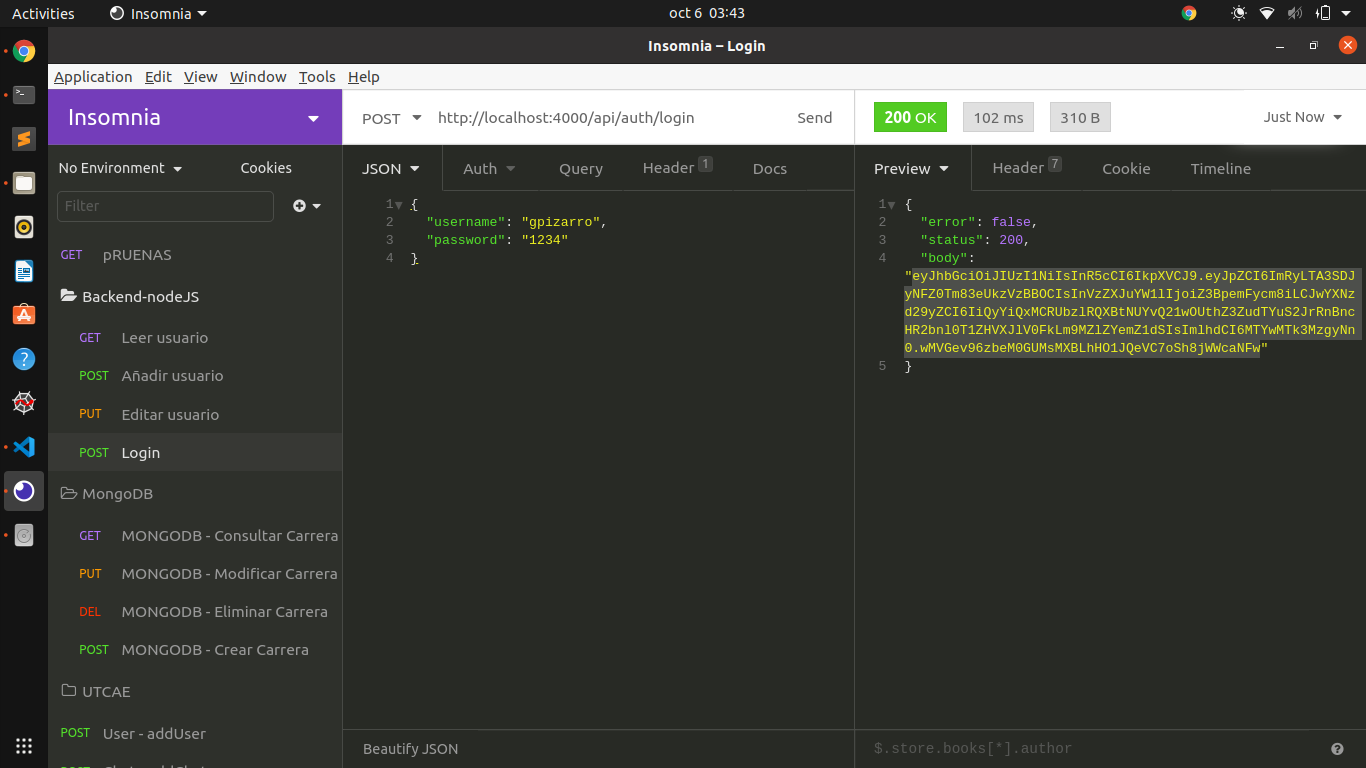 Activities
Insomnia
oct 6 03:43
Insomnia – Login
Application Edit View Window Tools Help
Insomnia
POST http://localhost:4000/api/auth/login Send
200 OK 102 ms 310 B Just Now
No Environment Cookies
JSON Auth Query Header 1 Docs
Preview Header 7 Cookie Timeline
Filter
GET pRUENAS
Backend-nodeJS
GET Leer usuario
POST Añadir usuario
PUT Editar usuario
POST Login
MongoDB
GET MONGODB - Consultar Carrera
PUT MONGODB - Modificar Carrera
DEL MONGODB - Eliminar Carrera
POST MONGODB - Crear Carrera
UTCAE
POST User - addUser
1 {
2 "username": "gpizarro",
3 "password": "1234"
4 }
Beautify JSON
1 {
2 "error": false,
3 "status": 200,
4 "body":
"eyJhbGciOiJIUzI1NiIsInR5cCI6IkpXVCJ9.eyJpZCI6ImRyLTA3SDJ
yNFZ0Tm83eUkzVzBBOCIsInVzZXJuYW1lIjoiZ3BpemFycm8iLCJwYXNz
d29yZCI6IiQyYiQxMCRUbzlRQXBtNUYvQ21wOUthZ3ZudTYuS2JrRnBnc
HR2bnl0T1ZHVXJlV0FkLm9MZlZYemZ1dSIsImlhdCI6MTYwMTk3MzgyNn
0.wMVGev96zbeM0GUMsMXBLhHO1JQeVC7oSh8jWWcaNFw"
5 }
$.store.books[*].author